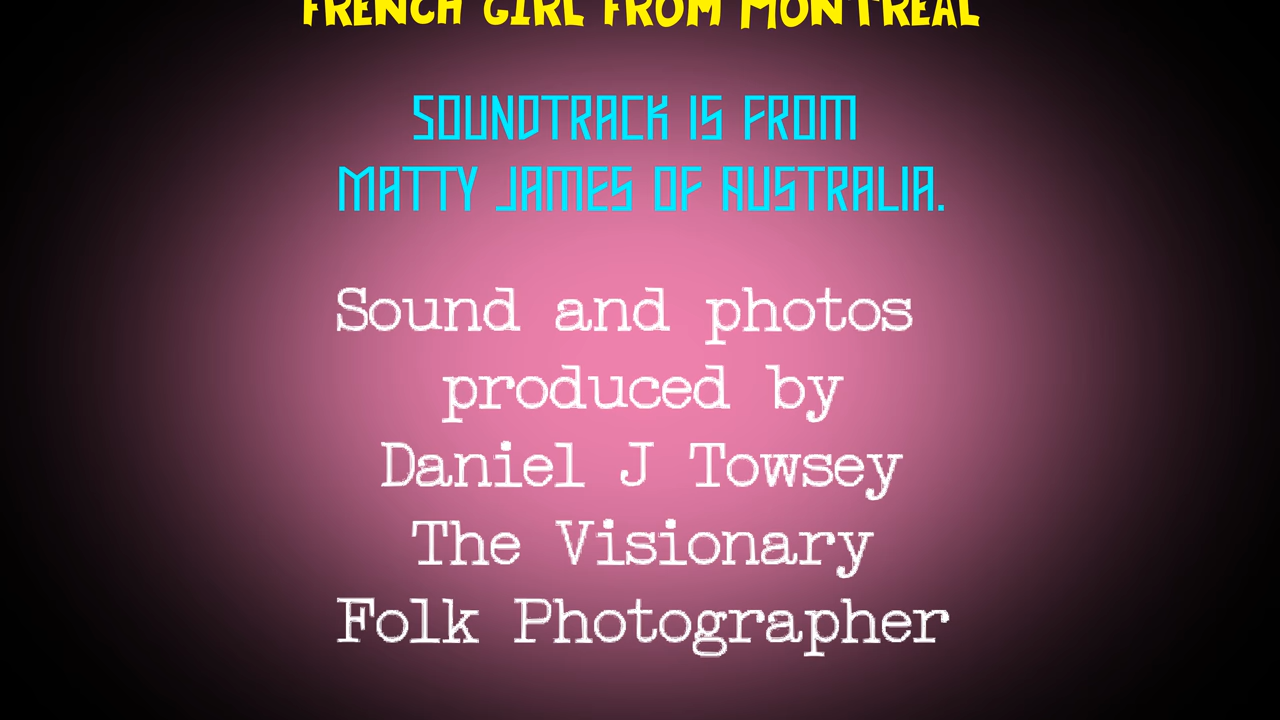 FRENCH GIRL FROM MONTREAL
SOUNDTRACK IS FROM
MATTY JAMES OF AUSTRALIA.
Sound and photos
produced by
Daniel J Towsey
The Visionary
Folk Photographer